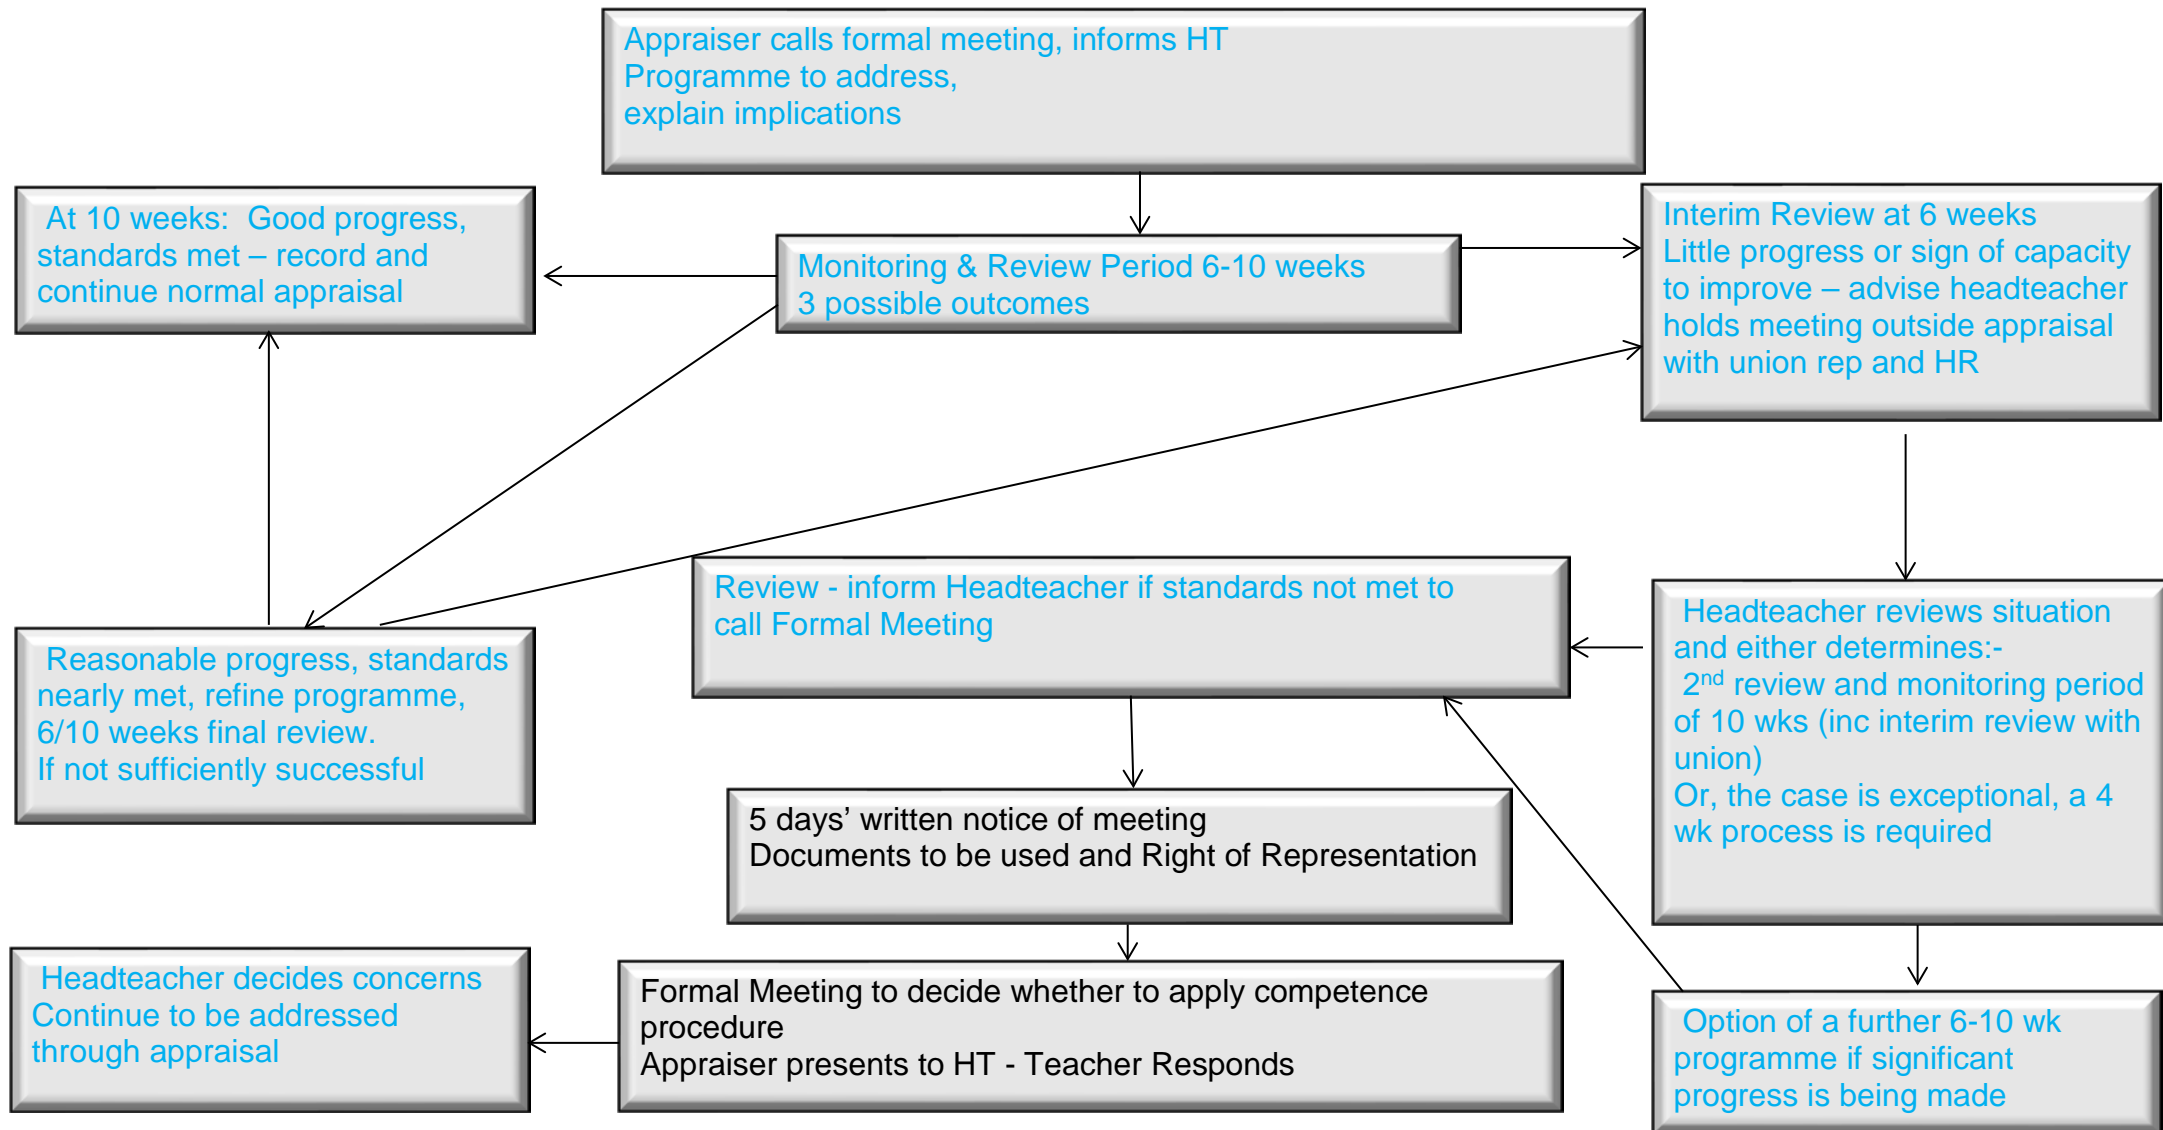 Appraiser calls formal meeting, informs HT
Programme to address,
explain implications
At 10 weeks:  Good progress,
standards met – record and
continue normal appraisal
Monitoring & Review Period 6-10 weeks
3 possible outcomes
Interim Review at 6 weeks
Little progress or sign of capacity
to improve – advise headteacher
holds meeting outside appraisal
with union rep and HR
Reasonable progress, standards
nearly met, refine programme,
6/10 weeks final review.
If not sufficiently successful
Review - inform Headteacher if standards not met to
call Formal Meeting
Headteacher reviews situation
and either determines:-
2nd review and monitoring period
of 10 wks (inc interim review with
union)
Or, the case is exceptional, a 4
wk process is required
5 days’ written notice of meeting
Documents to be used and Right of Representation
Headteacher decides concerns
Continue to be addressed
through appraisal
Formal Meeting to decide whether to apply competence
procedure
Appraiser presents to HT - Teacher Responds
Option of a further 6-10 wk
programme if significant
progress is being made